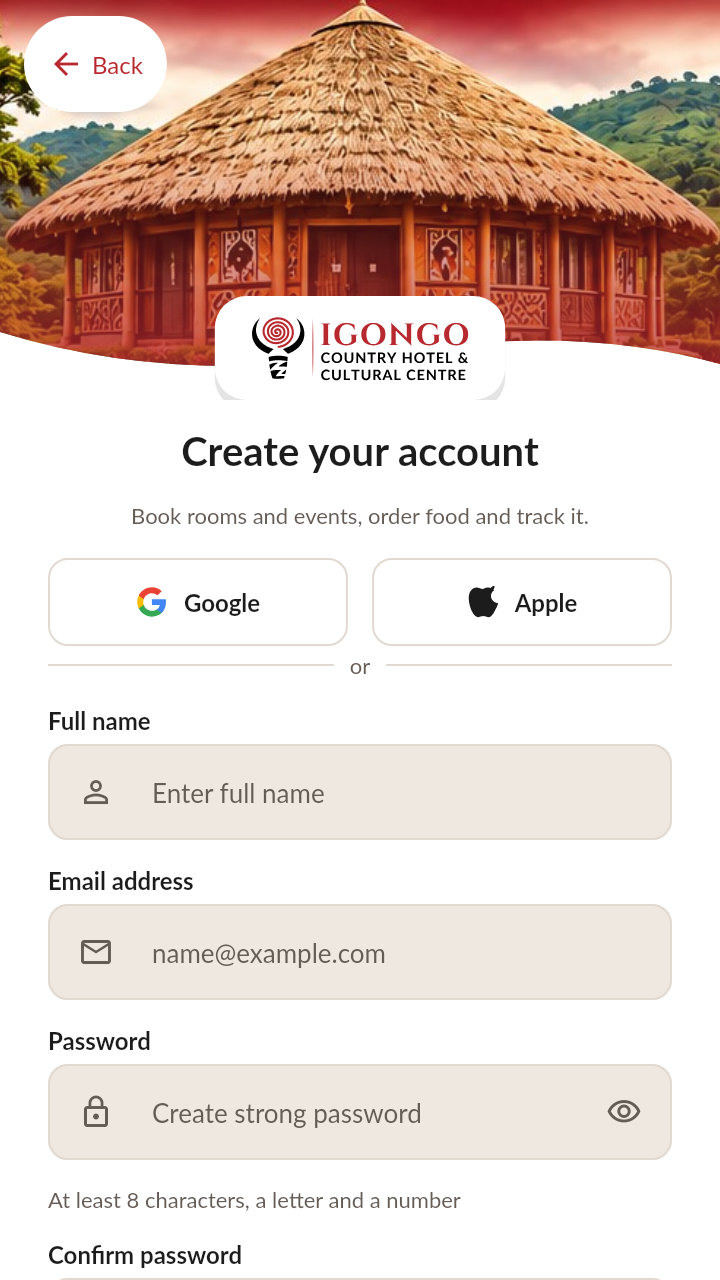 Back
IGONGO
COUNTRY HOTEL &
CULTURAL CENTRE
Create your account
Book rooms and events, order food and track it.
Google
Apple
or
Full name
Enter full name
Email address
name@example.com
Password
Create strong password
At least 8 characters, a letter and a number
Confirm password